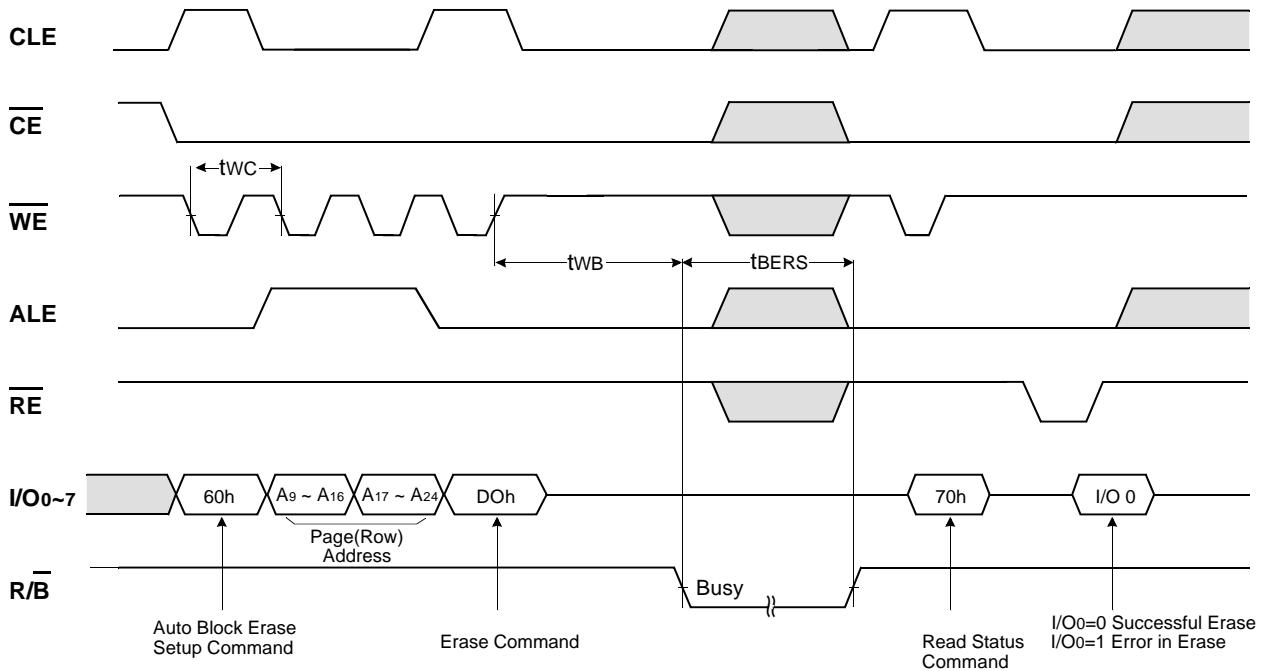 CLE
CE
tWC
WE
tWB
tBERS
ALE
RE
I/O0~7
60h
A9 ~ A16
A17 ~ A24
DOh
70h
I/O 0
Page(Row)
Address
R/B
Busy
Auto Block Erase
Setup Command
Erase Command
Read Status
Command
I/O0=0 Successful Erase
I/O0=1 Error in Erase